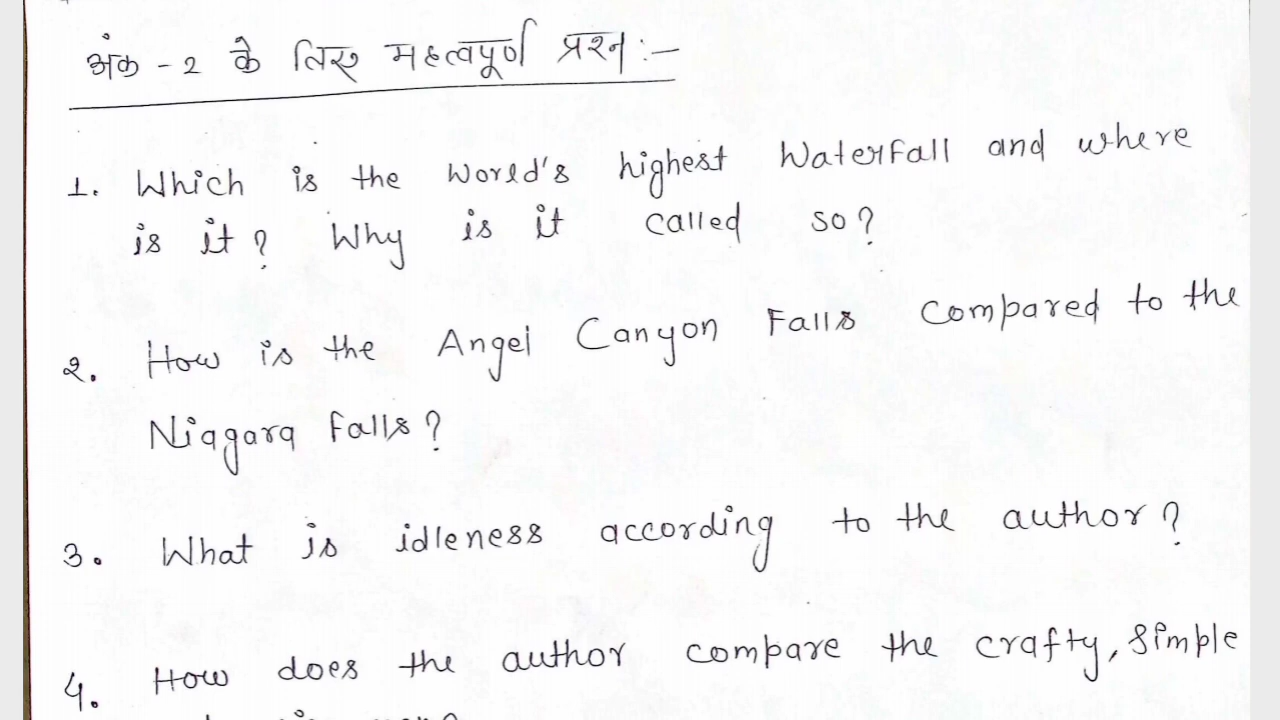 अंक - 2 के लिए महत्वपूर्ण प्रश्न :-
1. Which is the World's highest Waterfall and where
is it? Why is it called so?
2. How is the Angel Canyon Falls Compared to the
Niagara falls?
3. What is idleness according to the author?
4. How does the author compare the crafty, Simple